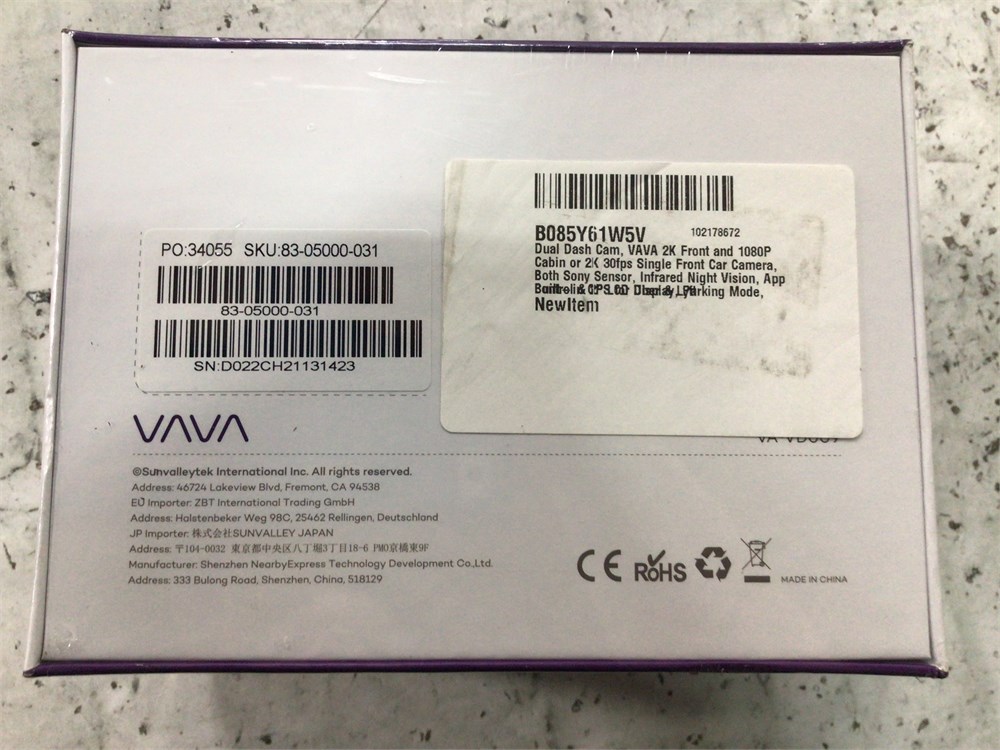 PO:34055 SKU:83-05000-031
83-05000-031
SN:D022CH21131423
B085Y61W5V 102178672
Dual Dash Cam, VAVA 2K Front and 1080P
Cabin or 2K 30fps Single Front Car Camera,
Both Sony Sensor, Infrared Night Vision, App
Parking Mode,
NewItem
VAVA
©Sunvalleytek International Inc. All rights reserved.
Address: 46724 Lakeview Blvd, Fremont, CA 94538
EU Importer: ZBT International Trading GmbH
Address: Halstenbeker Weg 98C, 25462 Rellingen, Deutschland
JP Importer: 株式会社SUNVALLEY JAPAN
Address: 〒104-0032 東京都中央区八丁堀3丁目18-6 PMO京橋東9F
Manufacturer: Shenzhen NearbyExpress Technology Development Co.,Ltd.
Address: 333 Bulong Road, Shenzhen, China, 518129
CE RoHS MADE IN CHINA